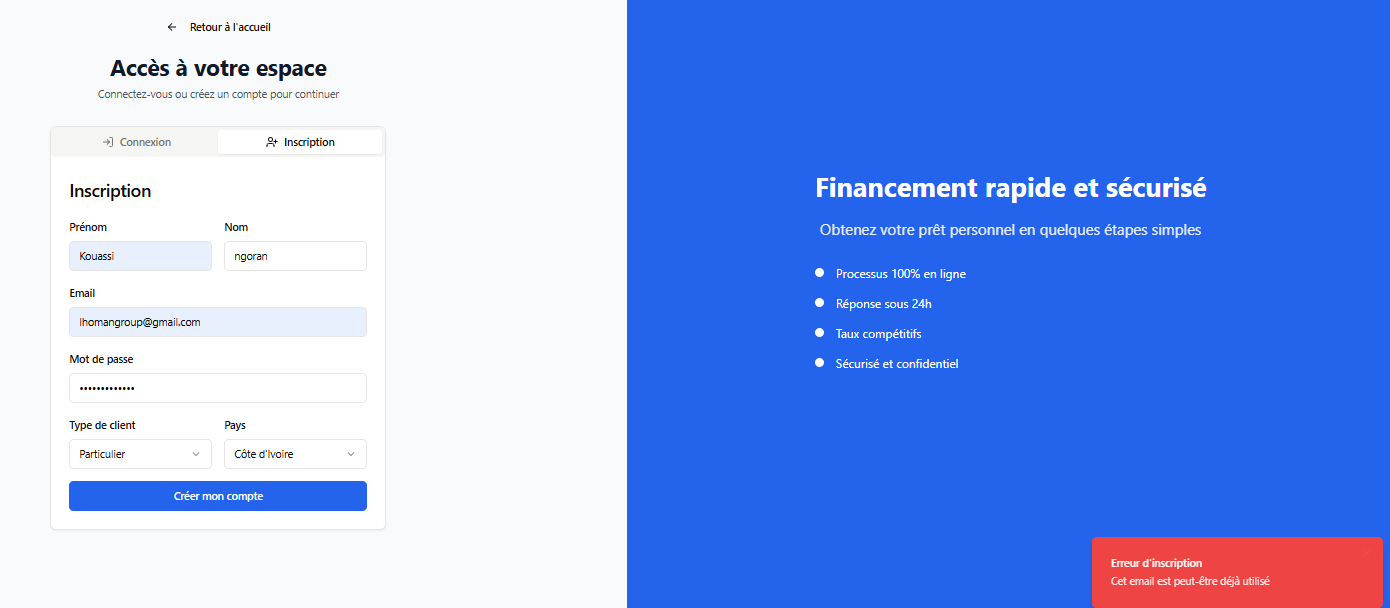 Retour à l'accueil
Accès à votre espace
Connectez-vous ou créez un compte pour continuer
Connexion
Inscription
Inscription
Prénom
Nom
Kouassi
ngoran
Email
lhomangroup@gmail.com
Mot de passe
•••••••••••••
Type de client
Pays
Particulier
Côte d'Ivoire
Créer mon compte
Financement rapide et sécurisé
Obtenez votre prêt personnel en quelques étapes simples
Processus 100% en ligne
Réponse sous 24h
Taux compétitifs
Sécurisé et confidentiel
Erreur d'inscription
Cet email est peut-être déjà utilisé